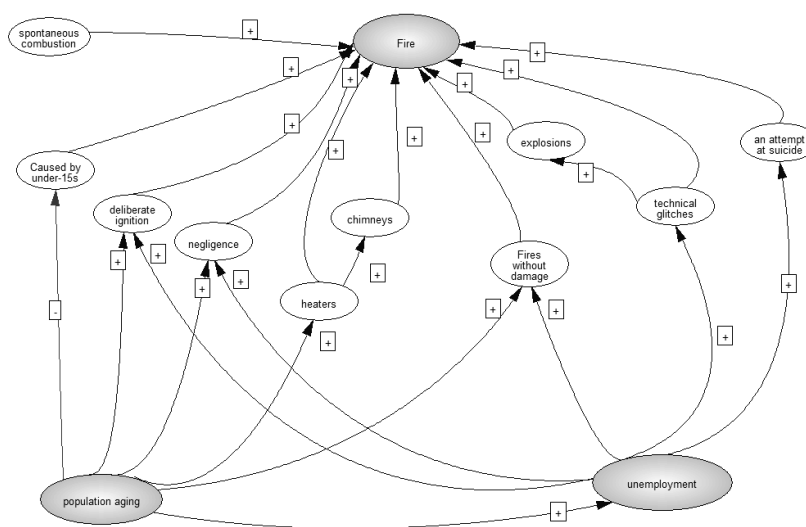 +
spontaneous
combustion
Fire
+
+
+
+
+
+
+
+
an attempt
at suicide
explosions
+
Caused by
under-15s
+
technical
glitches
deliberate
ignition
chimneys
negligence
+
+
Fires
without
damage
+
+
+
+
heaters
+
+
-
+
+
unemployment
population aging
+